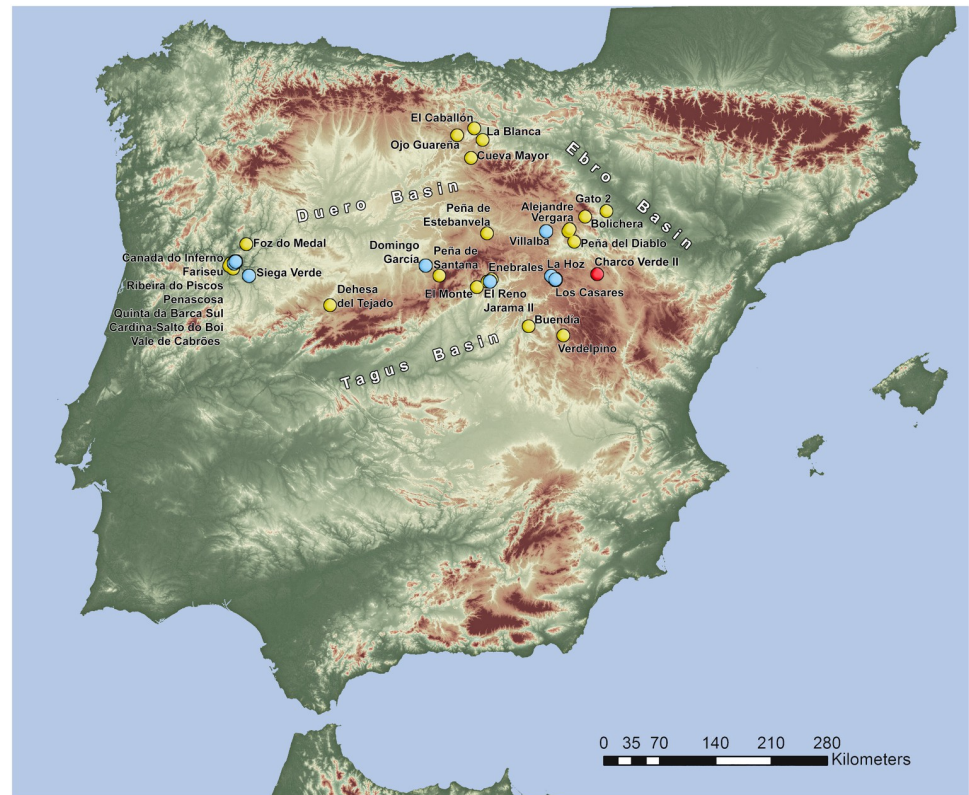 El Caballón
La Blanca
Ojo Guareña
Cueva Mayor
Ebro Basin
Duero Basin
Gato 2
Alejandre
Vergara
Bolichera
Peña de
Estebanvela
Villalba
Peña del Diablo
Foz do Medal
Canada do Inferno
Fariseu
Ribeira do Piscos
Penascosa
Quinta da Barca Sul
Cardina-Salto do Boi
Vale de Cabrões
Siega Verde
Domingo
García
Peña de
Santana
Enebrales
La Hoz
Charco Verde II
El Monte
El Reno
Jarama II
Los Casares
Dehesa
del Tejado
Buendia
Verdelpino
Tagus Basin
0 35 70 140 210 280
Kilometers